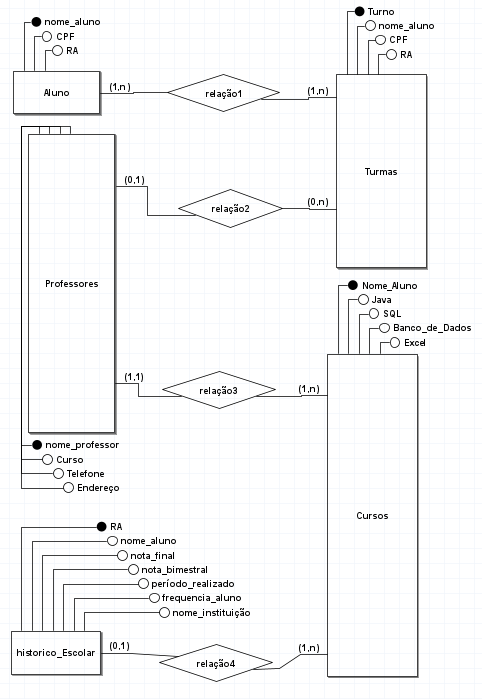 nome_aluno
CPF
RA
Aluno
(1,n)
relação1
(1,n)
Turno
nome_aluno
CPF
RA
Turmas
Professores
(0,1)
relação2
(0,n)
(1,1)
relação3
(1,n)
nome_professor
Curso
Telefone
Endereço
Nome_Aluno
Java
SQL
Banco_de_Dados
Excel
Cursos
RA
nome_aluno
nota_final
nota_bimestral
período_realizado
frequencia_aluno
nome_instituição
historico_Escolar
(0,1)
relação4
(1,n)